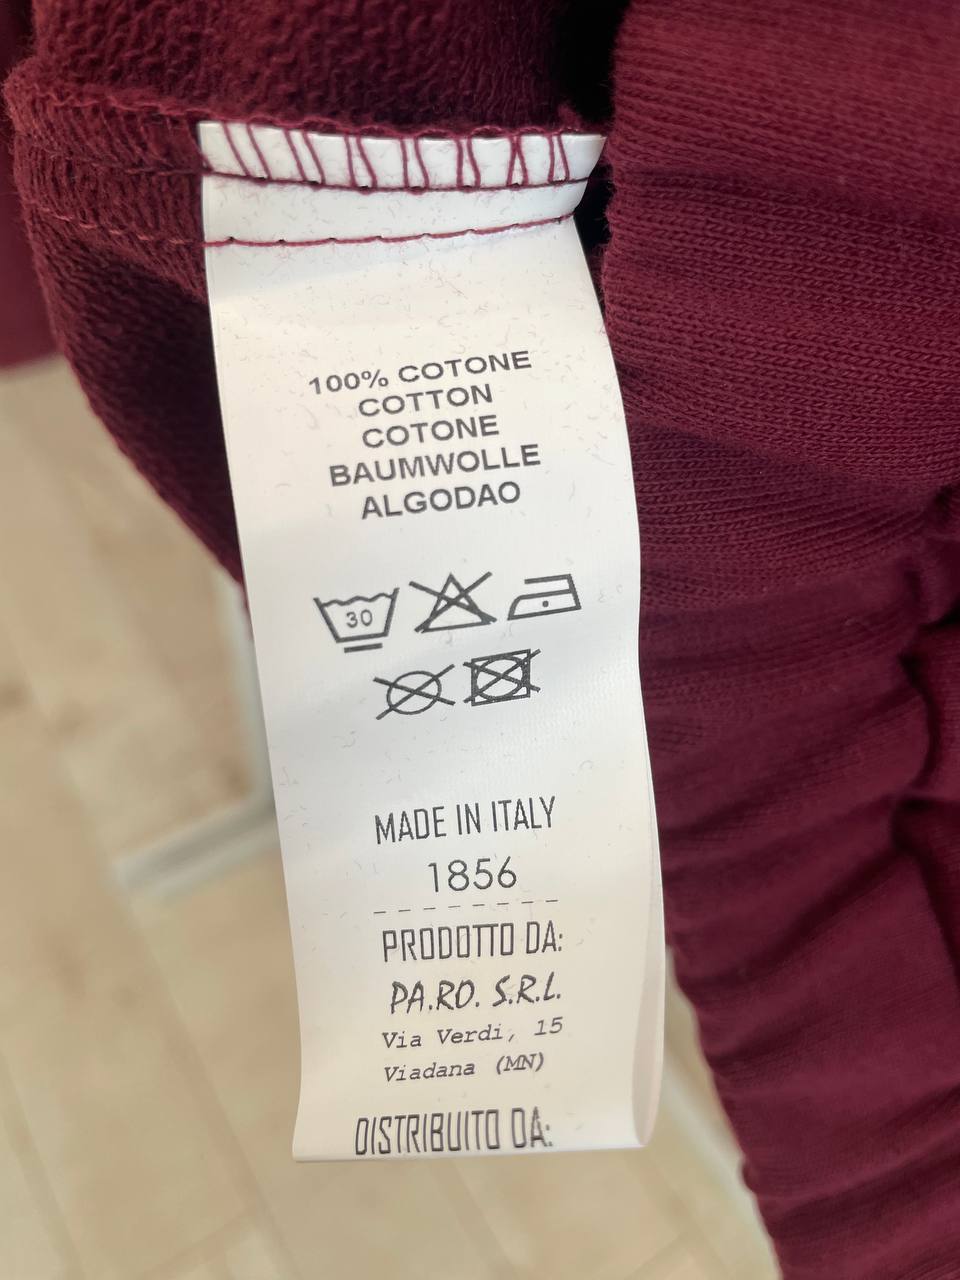 100% COTONE
COTTON
COTONE
BAUMWOLLE
ALGODAO
30
MADE IN ITALY
1856
PRODOTTO DA:
PA.RO. S.R.L.
Via Verdi, 15
Viadana (MN)
DISTRIBUITO DA: